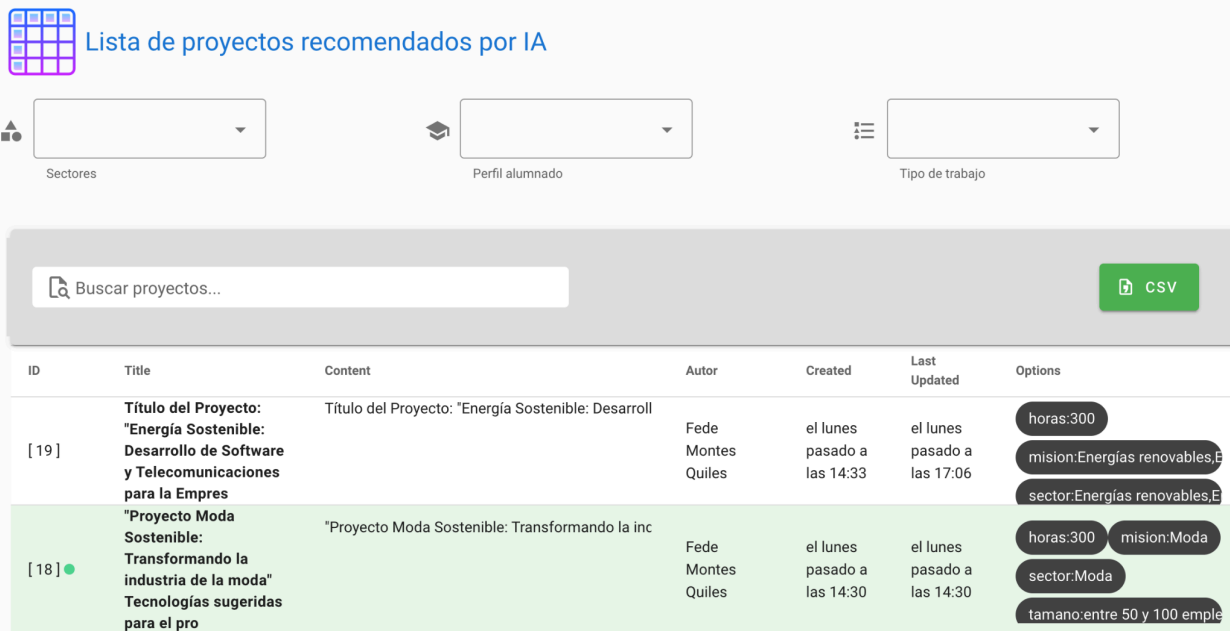 Lista de proyectos recomendados por IA
Sectores
Perfil alumnado
Tipo de trabajo
Buscar proyectos...
CSV
ID
Title
Content
Autor
Created
Last
Updated
Options
[ 19 ]
Título del Proyecto:
"Energía Sostenible:
Desarrollo de Software
y Telecomunicaciones
para la Empres
Título del Proyecto: "Energía Sostenible: Desarroll
Fede
Montes
Quiles
el lunes
pasado a
las 14:33
el lunes
pasado a
las 17:06
horas:300
mision:Energías renovables,E
sector:Energías renovables,E
[ 18 ]
"Proyecto Moda
Sostenible:
Transformando la
industria de la moda"
Tecnologías sugeridas
para el pro
"Proyecto Moda Sostenible: Transformando la inc
Fede
Montes
Quiles
el lunes
pasado a
las 14:30
el lunes
pasado a
las 14:30
horas:300 mision:Moda
sector:Moda
tamano:entre 50 y 100 emple